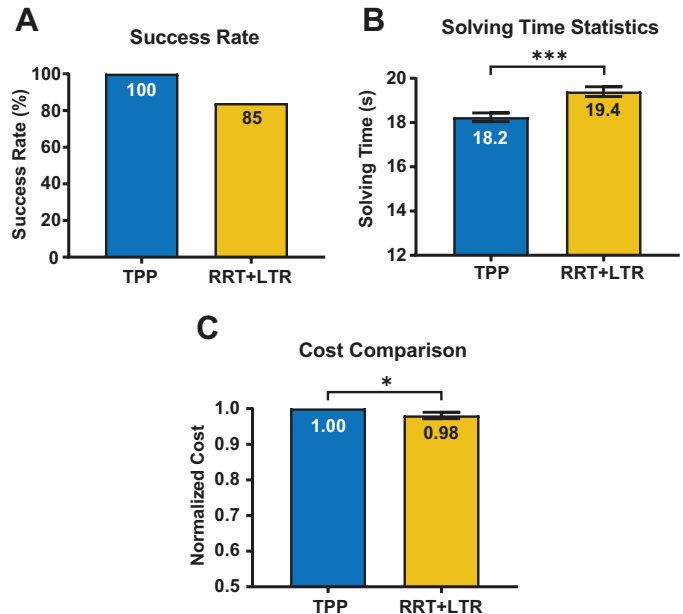 A
Success Rate
Success Rate (%)
100
80
60
40
20
0
100
85
TPP
RRT+LTR
B
Solving Time Statistics
***
Solving Time (s)
20
18
16
14
12
18.2
19.4
TPP
RRT+LTR
C
Cost Comparison
*
Normalized Cost
1.0
0.9
0.8
0.7
0.6
0.5
1.00
0.98
TPP
RRT+LTR